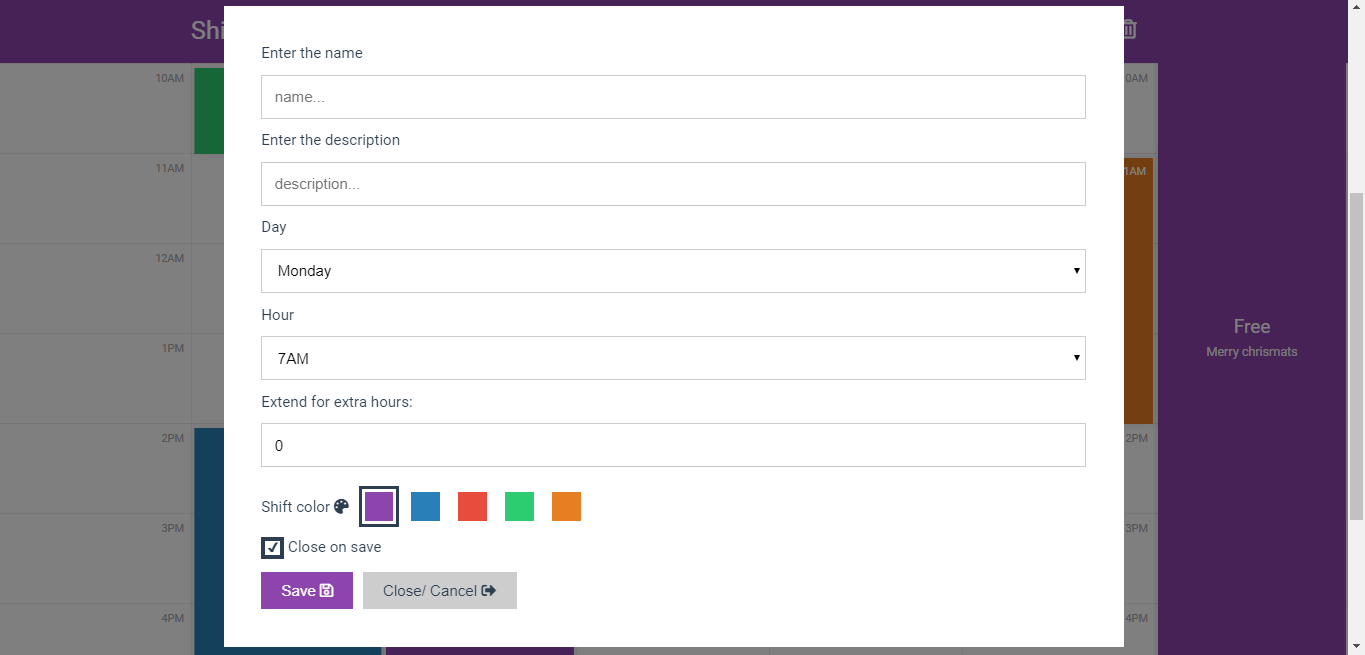 Shi
Enter the name
name...
Enter the description
description...
Day
Monday
Hour
7AM
Extend for extra hours:
0
Shift color
Close on save
Save
Close/ Cancel
10AM
11AM
12AM
1PM
2PM
3PM
4PM
0AM
1AM
2PM
3PM
4PM
Free
Merry chrismats